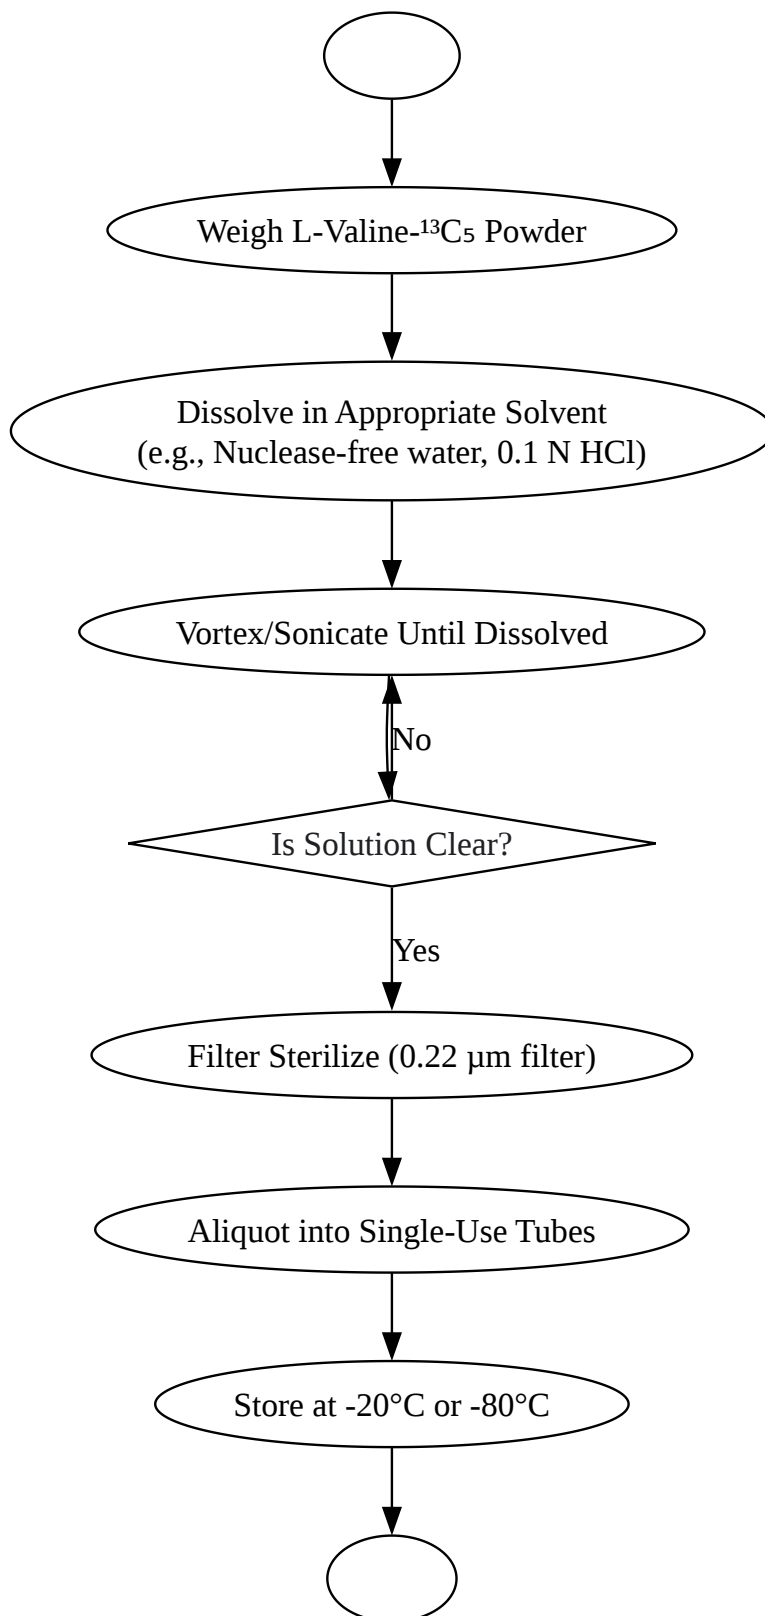 Weigh L-Valine-¹³C₅ Powder
Dissolve in Appropriate Solvent
(e.g., Nuclease-free water, 0.1 N HCl)
Vortex/Sonicate Until Dissolved
No
Is Solution Clear?
Yes
Filter Sterilize (0.22 µm filter)
Aliquot into Single-Use Tubes
Store at -20°C or -80°C